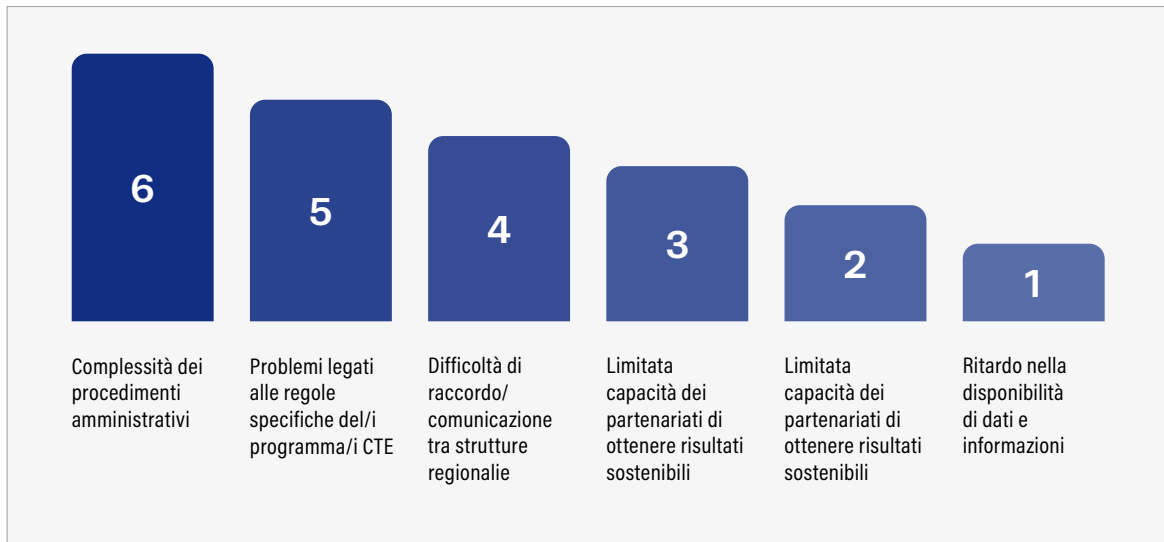 6
5
4
3
2
1
Complessità dei
procedimenti
amministrativi
Problemi legati
alle regole
specifiche del/i
programma/i CTE
Difficoltà di
raccordo/
comunicazione
tra strutture
regionalie
Limitata
capacità dei
partenariati di
ottenere risultati
sostenibili
Limitata
capacità dei
partenariati di
ottenere risultati
sostenibili
Ritardo nella
disponibilità
di dati e
informazioni